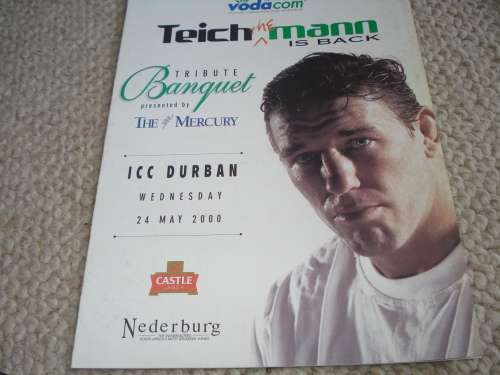 vodacom
Teich he mann
IS BACK
TRIBUTE
Banquet
presented by
THE MERCURY
ICC DURBAN
WEDNESDAY
24 MAY 2000
CASTLE
LAGER
Nederburg